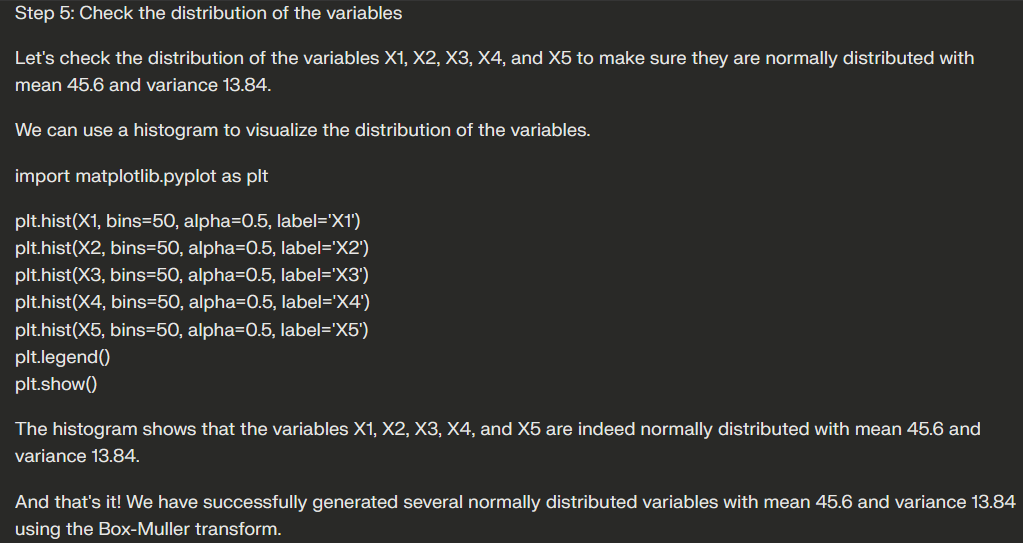 Step 5: Check the distribution of the variables
Let's check the distribution of the variables X1, X2, X3, X4, and X5 to make sure they are normally distributed with
mean 45.6 and variance 13.84.
We can use a histogram to visualize the distribution of the variables.
import matplotlib.pyplot as plt
plt.hist(X1, bins=50, alpha=0.5, label='X1')
plt.hist(X2, bins=50, alpha=0.5, label='X2')
plt.hist(X3, bins=50, alpha=0.5, label='X3')
plt.hist(X4, bins=50, alpha=0.5, label='X4')
plt.hist(X5, bins=50, alpha=0.5, label='X5')
plt.legend()
plt.show()
The histogram shows that the variables X1, X2, X3, X4, and X5 are indeed normally distributed with mean 45.6 and
variance 13.84.
And that's it! We have successfully generated several normally distributed variables with mean 45.6 and variance 13.84
using the Box-Muller transform.